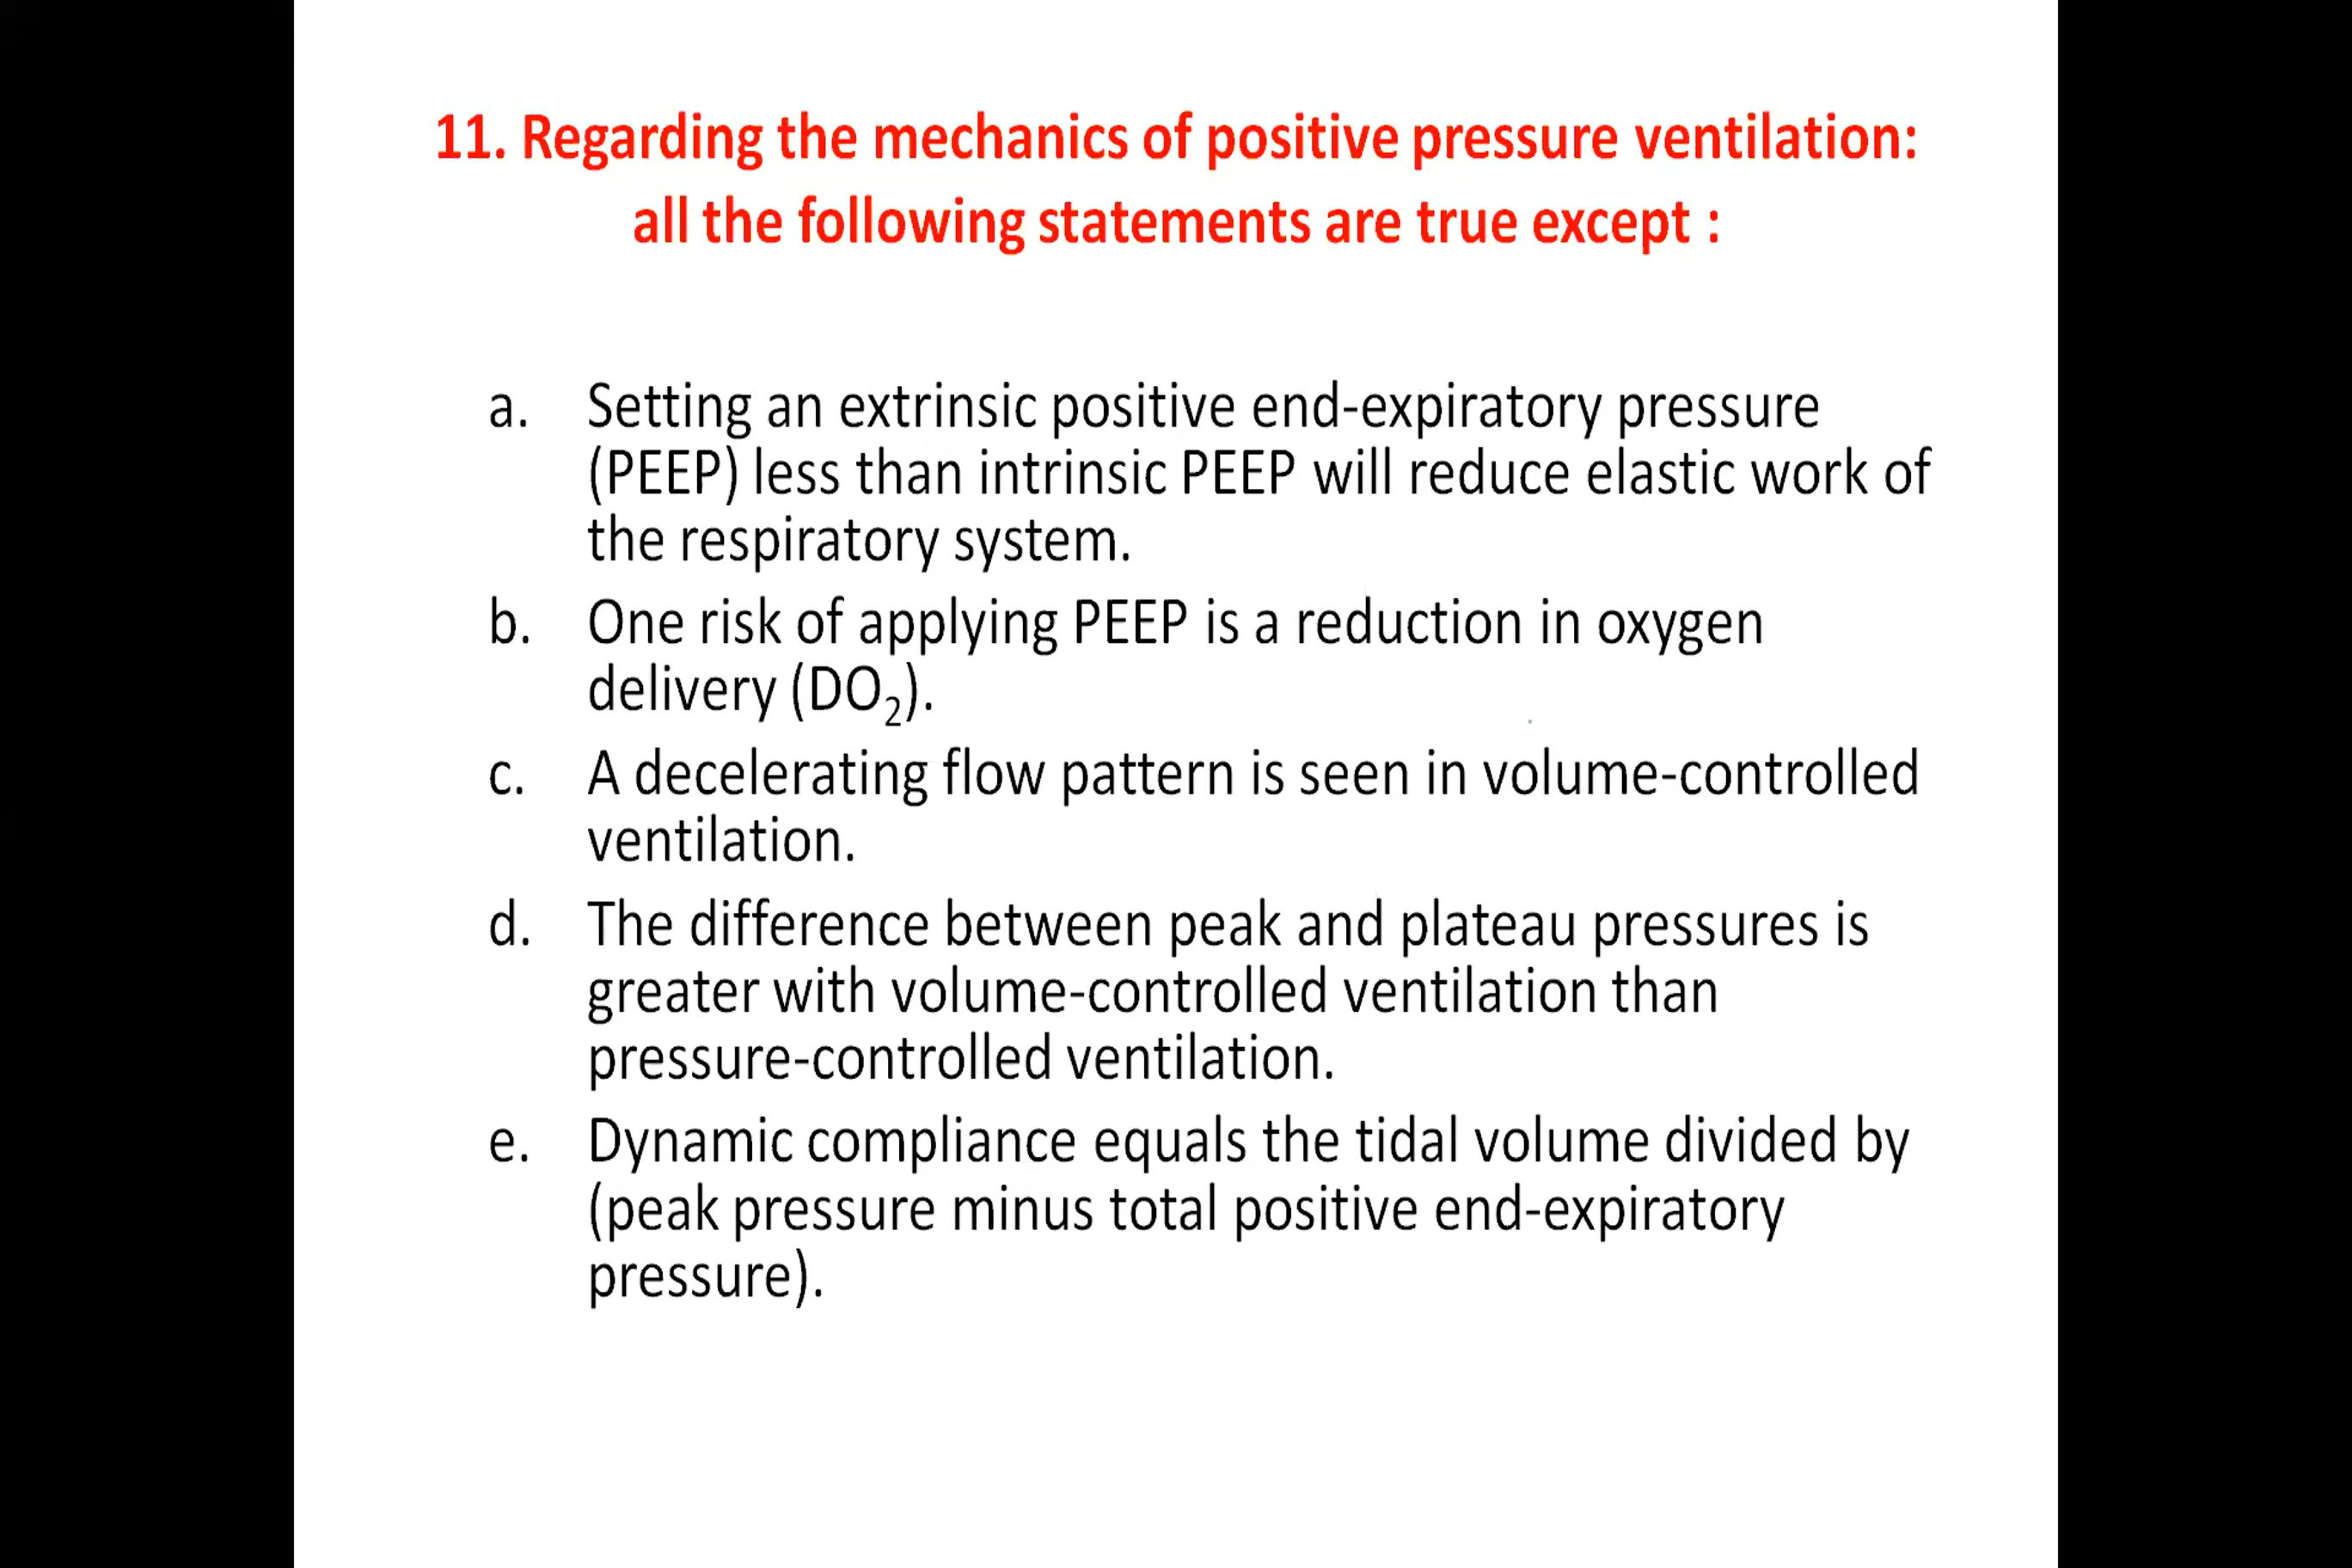 11. Regarding the mechanics of positive pressure ventilation:
all the following statements are true except :
a. Setting an extrinsic positive end-expiratory pressure
(PEEP) less than intrinsic PEEP will reduce elastic work of
the respiratory system.
b. One risk of applying PEEP is a reduction in oxygen
delivery (DO₂).
c. A decelerating flow pattern is seen in volume-controlled
ventilation.
d. The difference between peak and plateau pressures is
greater with volume-controlled ventilation than
pressure-controlled ventilation.
e. Dynamic compliance equals the tidal volume divided by
(peak pressure minus total positive end-expiratory
pressure).